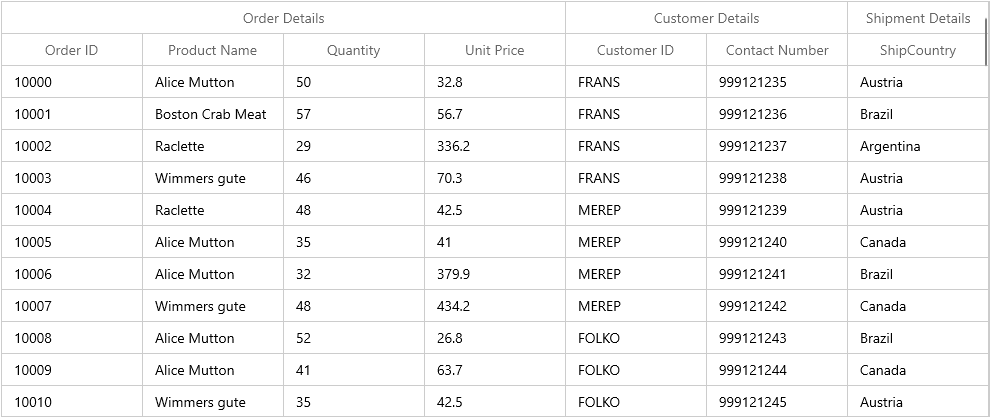 Order Details Customer Details Shipment Details
Order ID Product Name Quantity Unit Price Customer ID Contact Number ShipCountry
10000 Alice Mutton 50 32.8 FRANS 999121235 Austria
10001 Boston Crab Meat 57 56.7 FRANS 999121236 Brazil
10002 Raclette 29 336.2 FRANS 999121237 Argentina
10003 Wimmers gute 46 70.3 FRANS 999121238 Austria
10004 Raclette 48 42.5 MEREP 999121239 Austria
10005 Alice Mutton 35 41 MEREP 999121240 Canada
10006 Alice Mutton 32 379.9 MEREP 999121241 Brazil
10007 Wimmers gute 48 434.2 MEREP 999121242 Canada
10008 Alice Mutton 52 26.8 FOLKO 999121243 Brazil
10009 Alice Mutton 41 63.7 FOLKO 999121244 Canada
10010 Wimmers gute 35 42.5 FOLKO 999121245 Austria